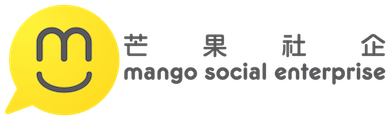 m
芒果社企
mango social enterprise